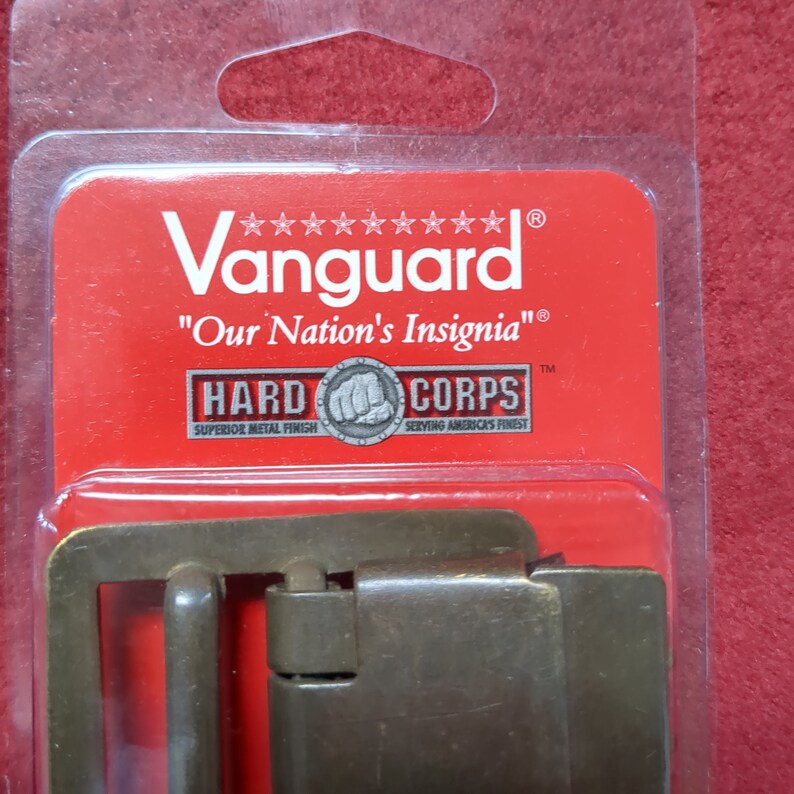 Vanguard®
"Our Nation's Insignia"®
HARD CORPS™
SUPERIOR METAL FINISH SERVING AMERICA'S FINEST